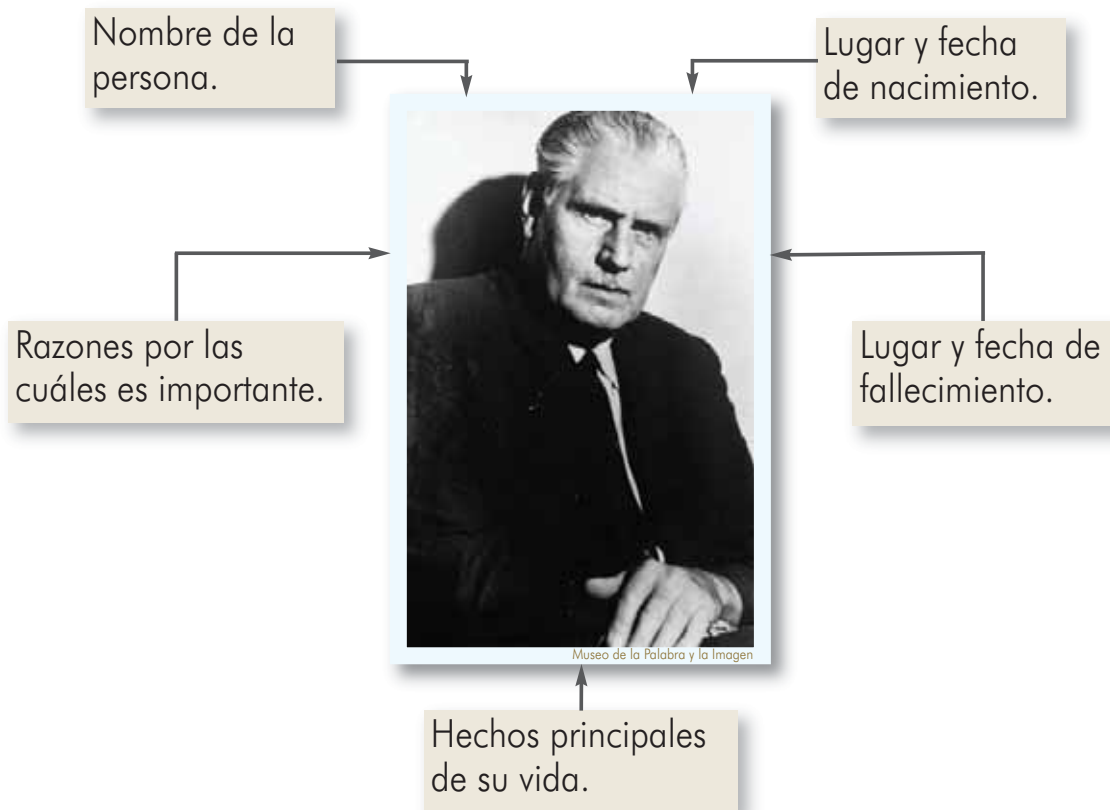 Nombre de la
persona.
Lugar y fecha
de nacimiento.
Razones por las
cuáles es importante.
Lugar y fecha de
fallecimiento.
Museo de la Palabra y la Imagen
Hechos principales
de su vida.